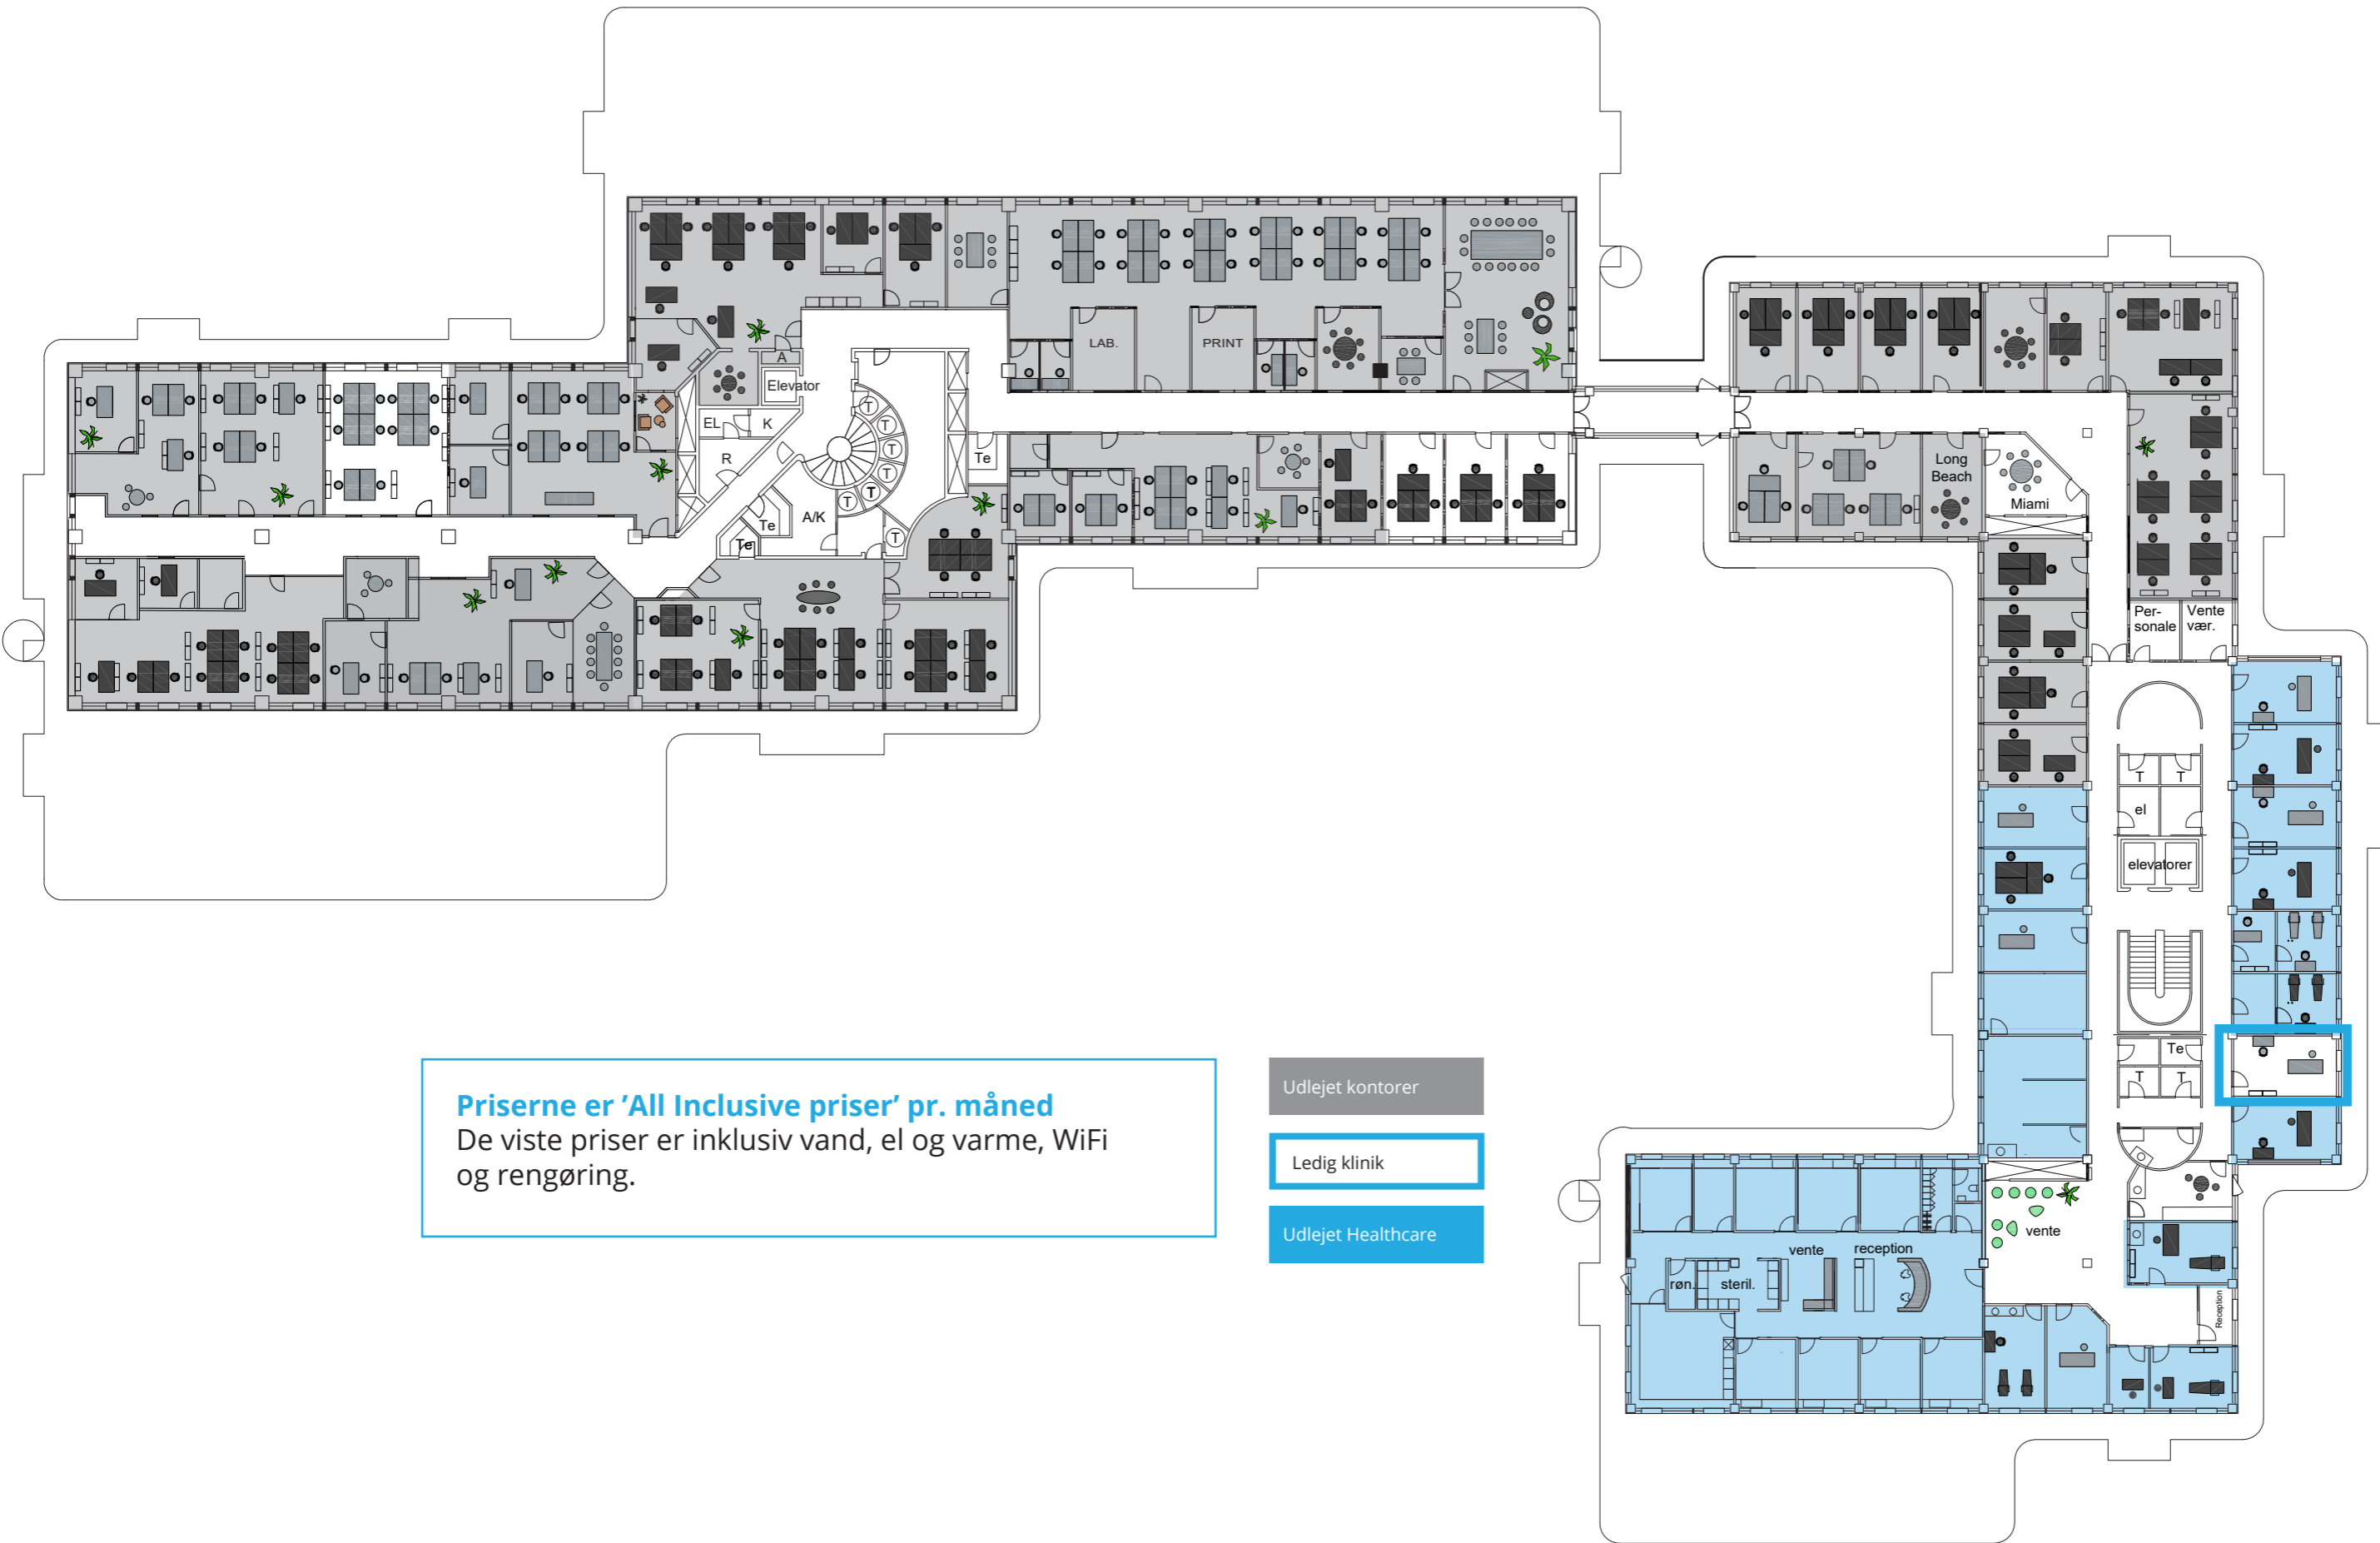 LAB.
PRINT
A
Elevator
EL
K
R
T
T
T
T
T
T
T
T
Te
Te
Te
A/K
Long
Beach
Miami
Per-
sonale
Vente
vær.
T
T
el
elevatorer
Te
T
T
vente
vente
reception
røn.
steril.
Reception
Priserne er ’All Inclusive priser’ pr. måned
De viste priser er inklusiv vand, el og varme, WiFi
og rengøring.
Udlejet kontorer
Ledig klinik
Udlejet Healthcare